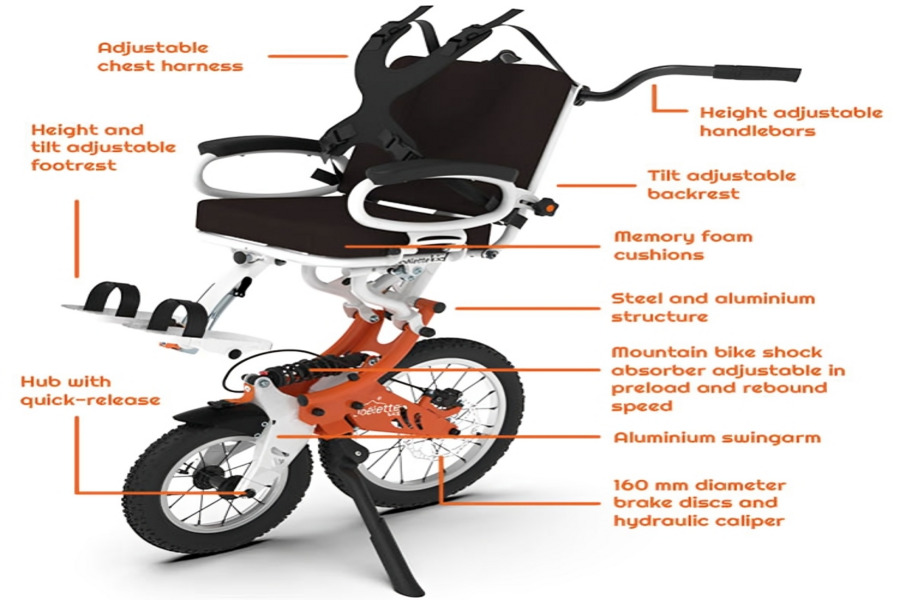 Adjustable
chest harness
Height adjustable
handlebars
Height and
tilt adjustable
footrest
Tilt adjustable
backrest
Memory foam
cushions
Steel and aluminium
structure
Mountain bike shock
absorber adjustable in
preload and rebound
speed
Hub with
quick-release
Joëlette
Aluminium swingarm
160 mm diameter
brake discs and
hydraulic caliper